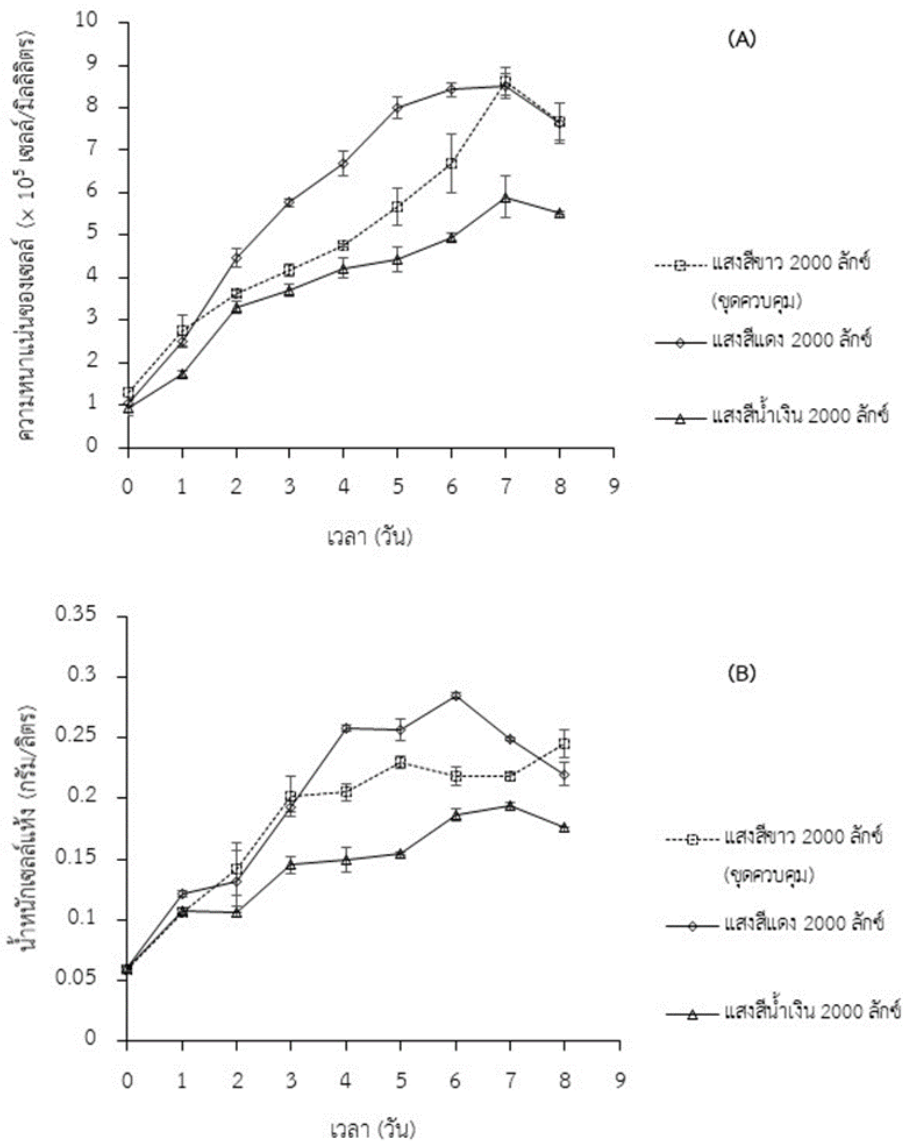 (A)
ความหนาแน่นของเซลล์ (× 10⁵ เซลล์/มิลลิลิตร)
10
9
8
7
6
5
4
3
2
1
0
0 1 2 3 4 5 6 7 8 9
เวลา (วัน)
แสงสีขาว 2000 ลักซ์
(ชุดควบคุม)
แสงสีแดง 2000 ลักซ์
แสงสีน้ำเงิน 2000 ลักซ์
(B)
น้ำหนักเซลล์แห้ง (กรัม/ลิตร)
0.35
0.3
0.25
0.2
0.15
0.1
0.05
0
0 1 2 3 4 5 6 7 8 9
เวลา (วัน)
แสงสีขาว 2000 ลักซ์
(ชุดควบคุม)
แสงสีแดง 2000 ลักซ์
แสงสีน้ำเงิน 2000 ลักซ์